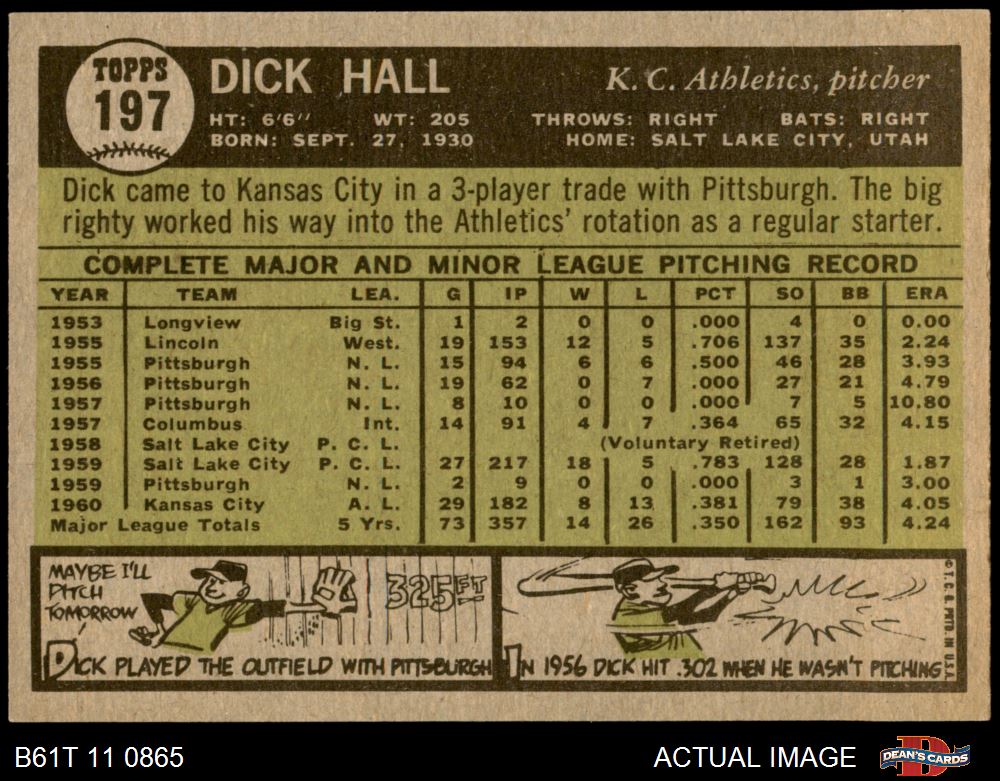 TOPPS
197
DICK HALL
K. C. Athletics, pitcher
HT: 6'6" WT: 205 THROWS: RIGHT BATS: RIGHT
BORN: SEPT. 27, 1930 HOME: SALT LAKE CITY, UTAH
Dick came to Kansas City in a 3-player trade with Pittsburgh. The big
righty worked his way into the Athletics' rotation as a regular starter.
COMPLETE MAJOR AND MINOR LEAGUE PITCHING RECORD
YEAR TEAM LEA. G IP W L PCT SO BB ERA
1953 Longview Big St. 1 2 0 0 .000 4 0 0.00
1955 Lincoln West. 19 153 12 5 .706 137 35 2.24
1955 Pittsburgh N. L. 15 94 6 6 .500 46 28 3.93
1956 Pittsburgh N. L. 19 62 0 7 .000 27 21 4.79
1957 Pittsburgh N. L. 8 10 0 0 .000 7 5 10.80
1957 Columbus Int. 14 91 4 7 .364 65 32 4.15
1958 Salt Lake City P. C. L. (Voluntary Retired)
1959 Salt Lake City P. C. L. 27 217 18 5 .783 128 28 1.87
1959 Pittsburgh N. L. 2 9 0 0 .000 3 1 3.00
1960 Kansas City A. L. 29 182 8 13 .381 79 38 4.05
Major League Totals 5 Yrs. 73 357 14 26 .350 162 93 4.24
MAYBE I'LL
PITCH
TOMORROW
325 FT
DICK PLAYED THE OUTFIELD WITH PITTSBURGH
IN 1956 DICK HIT .302 WHEN HE WASN'T PITCHING
© T. C. G. PRTD. IN U.S.A.
B61T 11 0865
ACTUAL IMAGE
DEAN'S CARDS